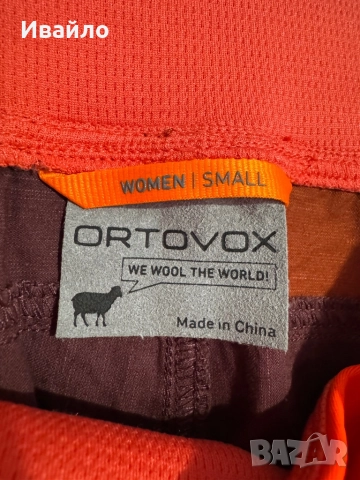 Ивайло
WOMEN | SMALL
ORTOVOX
WE WOOL THE WORLD!
Made in China
BAZAR